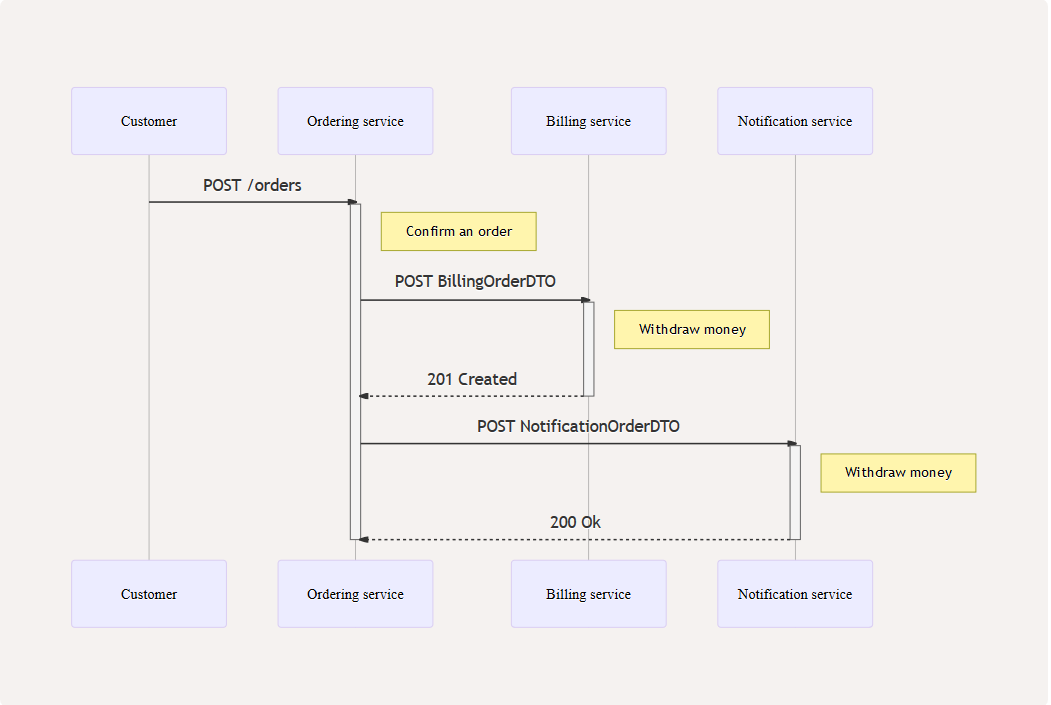 Customer
Ordering service
Billing service
Notification service
POST /orders
Confirm an order
POST BillingOrderDTO
Withdraw money
201 Created
POST NotificationOrderDTO
Withdraw money
200 Ok
Customer
Ordering service
Billing service
Notification service